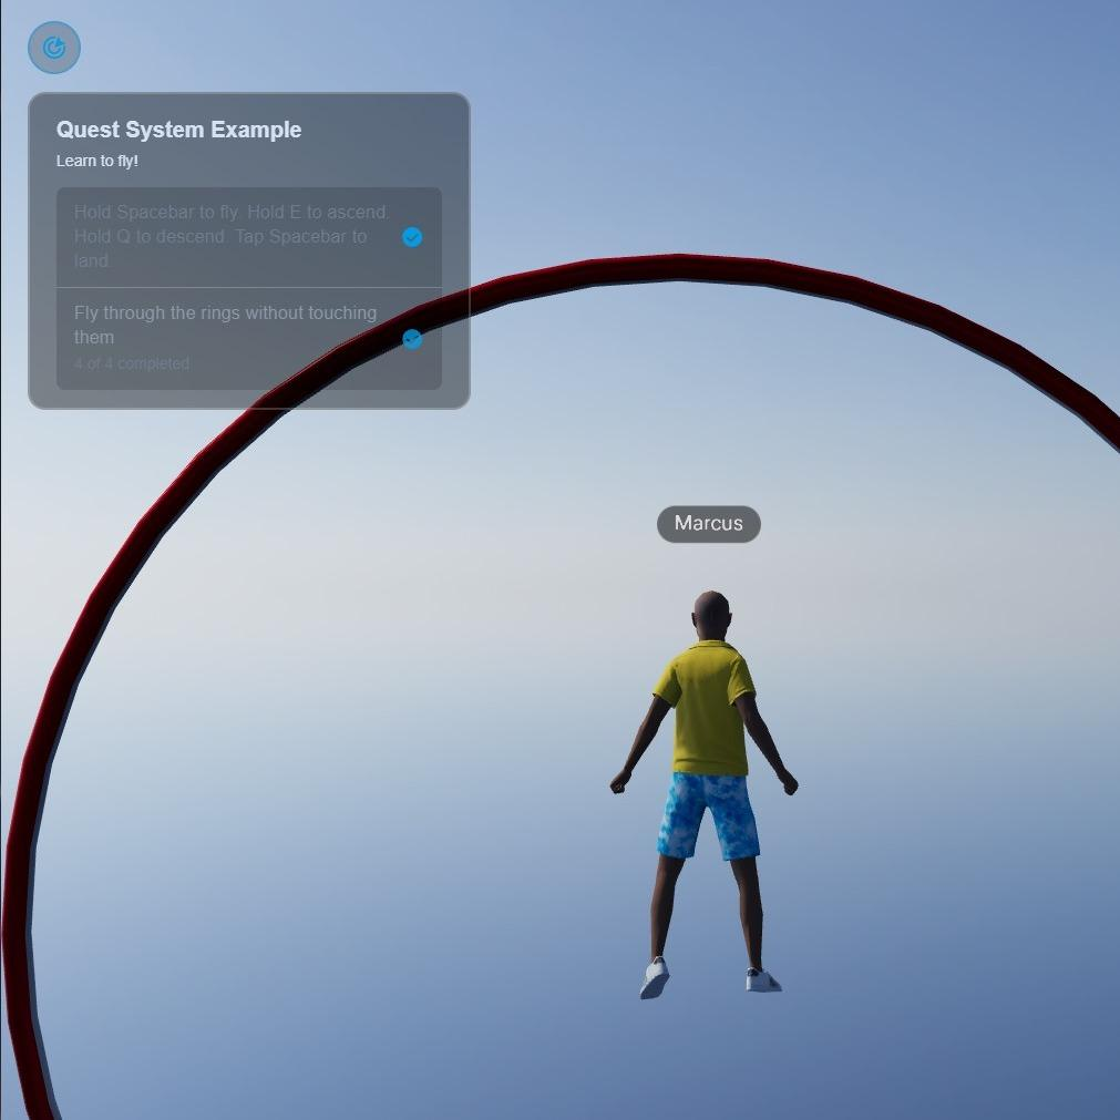 Quest System Example
Learn to fly!
Hold Spacebar to fly. Hold E to ascend.
Hold Q to descend. Tap Spacebar to
land
Fly through the rings without touching
them
4 of 4 completed
Marcus